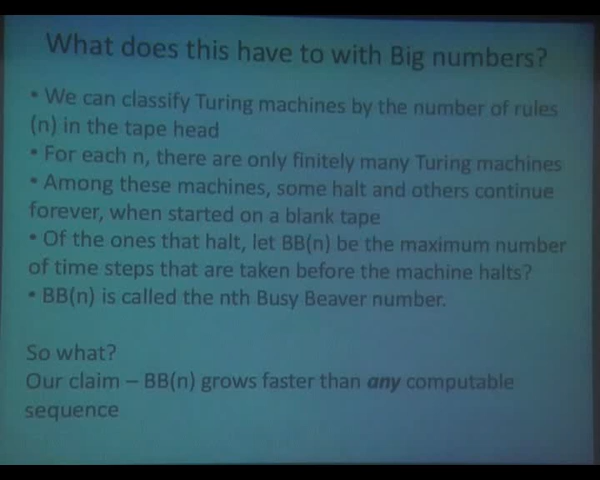 What does this have to with Big numbers?
• We can classify Turing machines by the number of rules
(n) in the tape head
• For each n, there are only finitely many Turing machines
• Among these machines, some halt and others continue
forever, when started on a blank tape
• Of the ones that halt, let BB(n) be the maximum number
of time steps that are taken before the machine halts?
• BB(n) is called the nth Busy Beaver number.
So what?
Our claim – BB(n) grows faster than any computable
sequence